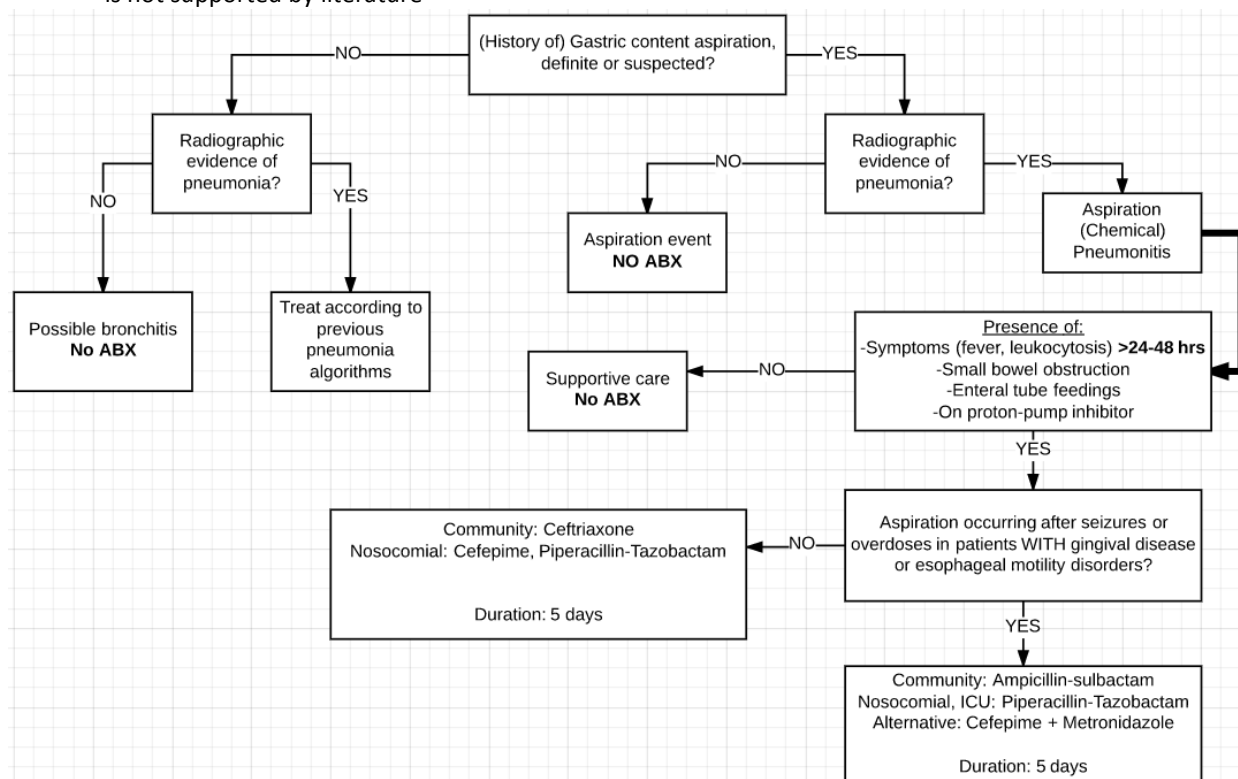 is not supported by literature
(History of) Gastric content aspiration,
definite or suspected?
NO
YES
Radiographic
evidence of
pneumonia?
NO
YES
Radiographic
evidence of
pneumonia?
NO
YES
Possible bronchitis
No ABX
Treat according to
previous
pneumonia
algorithms
Aspiration event
NO ABX
Aspiration
(Chemical)
Pneumonitis
Presence of:
-Symptoms (fever, leukocytosis) >24-48 hrs
-Small bowel obstruction
-Enteral tube feedings
-On proton-pump inhibitor
NO
Supportive care
No ABX
YES
Aspiration occurring after seizures or
overdoses in patients WITH gingival disease
or esophageal motility disorders?
NO
Community: Ceftriaxone
Nosocomial: Cefepime, Piperacillin-Tazobactam
Duration: 5 days
YES
Community: Ampicillin-sulbactam
Nosocomial, ICU: Piperacillin-Tazobactam
Alternative: Cefepime + Metronidazole
Duration: 5 days